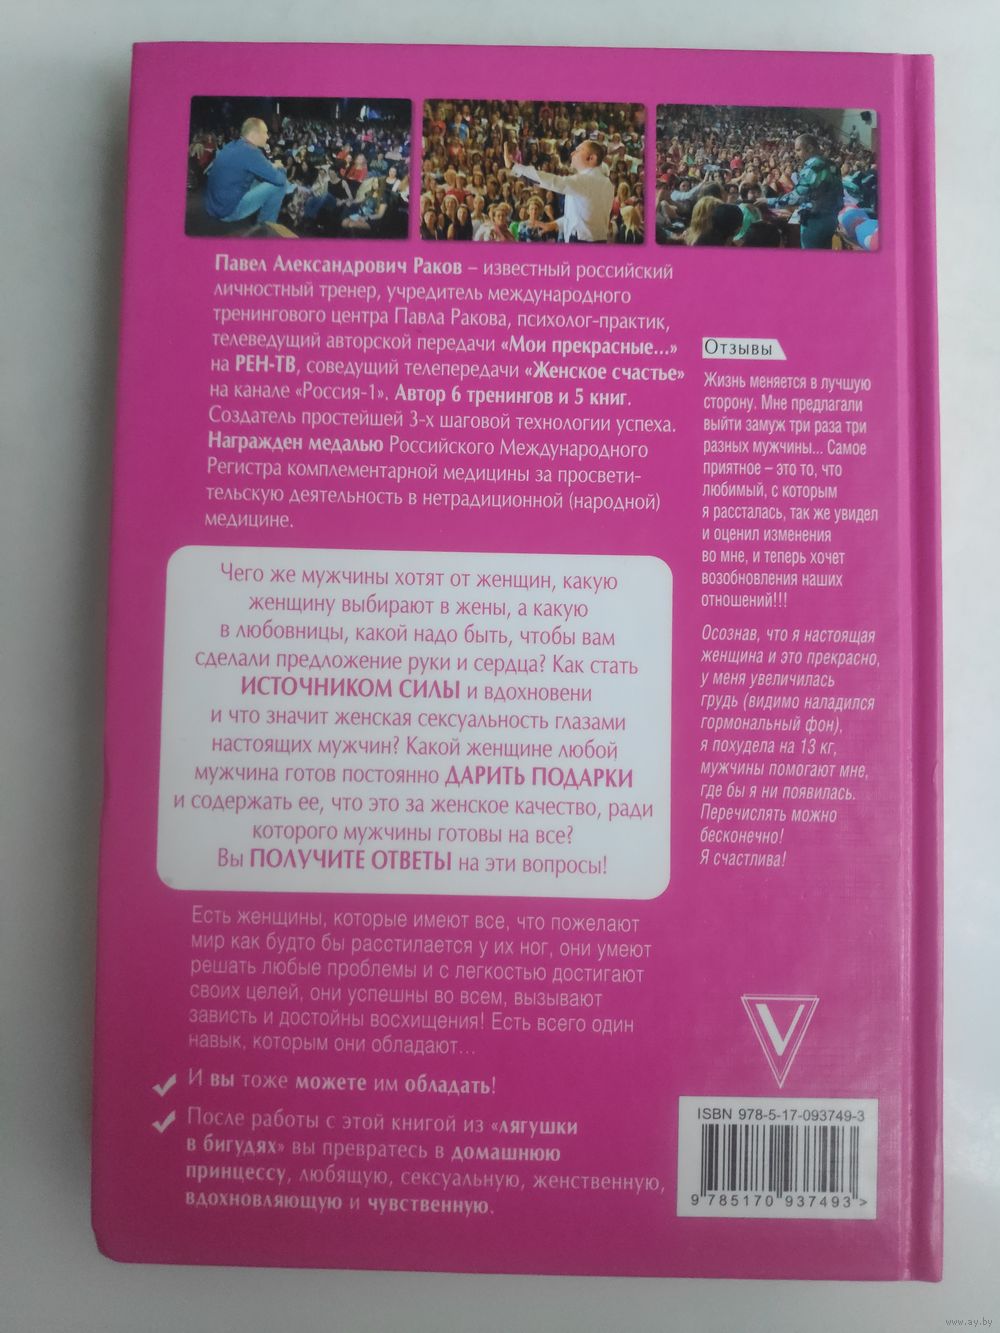 Павел Александрович Раков – известный российский
личностный тренер, учредитель международного
тренингового центра Павла Ракова, психолог-практик,
телеведущий авторской передачи «Мои прекрасные...»
на РЕН-ТВ, соведущий телепередачи «Женское счастье»
на канале «Россия-1». Автор 6 тренингов и 5 книг.
Создатель простейшей 3-х шаговой технологии успеха.
Награжден медалью Российского Международного
Регистра комплементарной медицины за просвети-
тельскую деятельность в нетрадиционной (народной)
медицине.
Чего же мужчины хотят от женщин, какую
женщину выбирают в жены, а какую
в любовницы, какой надо быть, чтобы вам
сделали предложение руки и сердца? Как стать
ИСТОЧНИКОМ СИЛЫ и вдохновени
и что значит женская сексуальность глазами
настоящих мужчин? Какой женщине любой
мужчина готов постоянно ДАРИТЬ ПОДАРКИ
и содержать ее, что это за женское качество, ради
которого мужчины готовы на все?
Вы ПОЛУЧИТЕ ОТВЕТЫ на эти вопросы!
Есть женщины, которые имеют все, что пожелают
мир как будто бы расстилается у их ног, они умеют
решать любые проблемы и с легкостью достигают
своих целей, они успешны во всем, вызывают
зависть и достойны восхищения! Есть всего один
навык, которым они обладают...
И вы тоже можете им обладать!
После работы с этой книгой из «лягушки
в бигудях» вы превратесь в домашнюю
принцессу, любящую, сексуальную, женственную,
вдохновляющую и чувственную.
Отзывы
Жизнь меняется в лучшую
сторону. Мне предлагали
выйти замуж три раза три
разных мужчины... Самое
приятное – это то, что
любимый, с которым
я рассталась, так же увидел
и оценил изменения
во мне, и теперь хочет
возобновления наших
отношений!!!
Осознав, что я настоящая
женщина и это прекрасно,
у меня увеличилась
грудь (видимо наладился
гормональный фон),
я похудела на 13 кг,
мужчины помогают мне,
где бы я ни появилась.
Перечислять можно
бесконечно!
Я счастлива!
V
ISBN 978-5-17-093749-3
9 785170 937493 >
www.ay.by